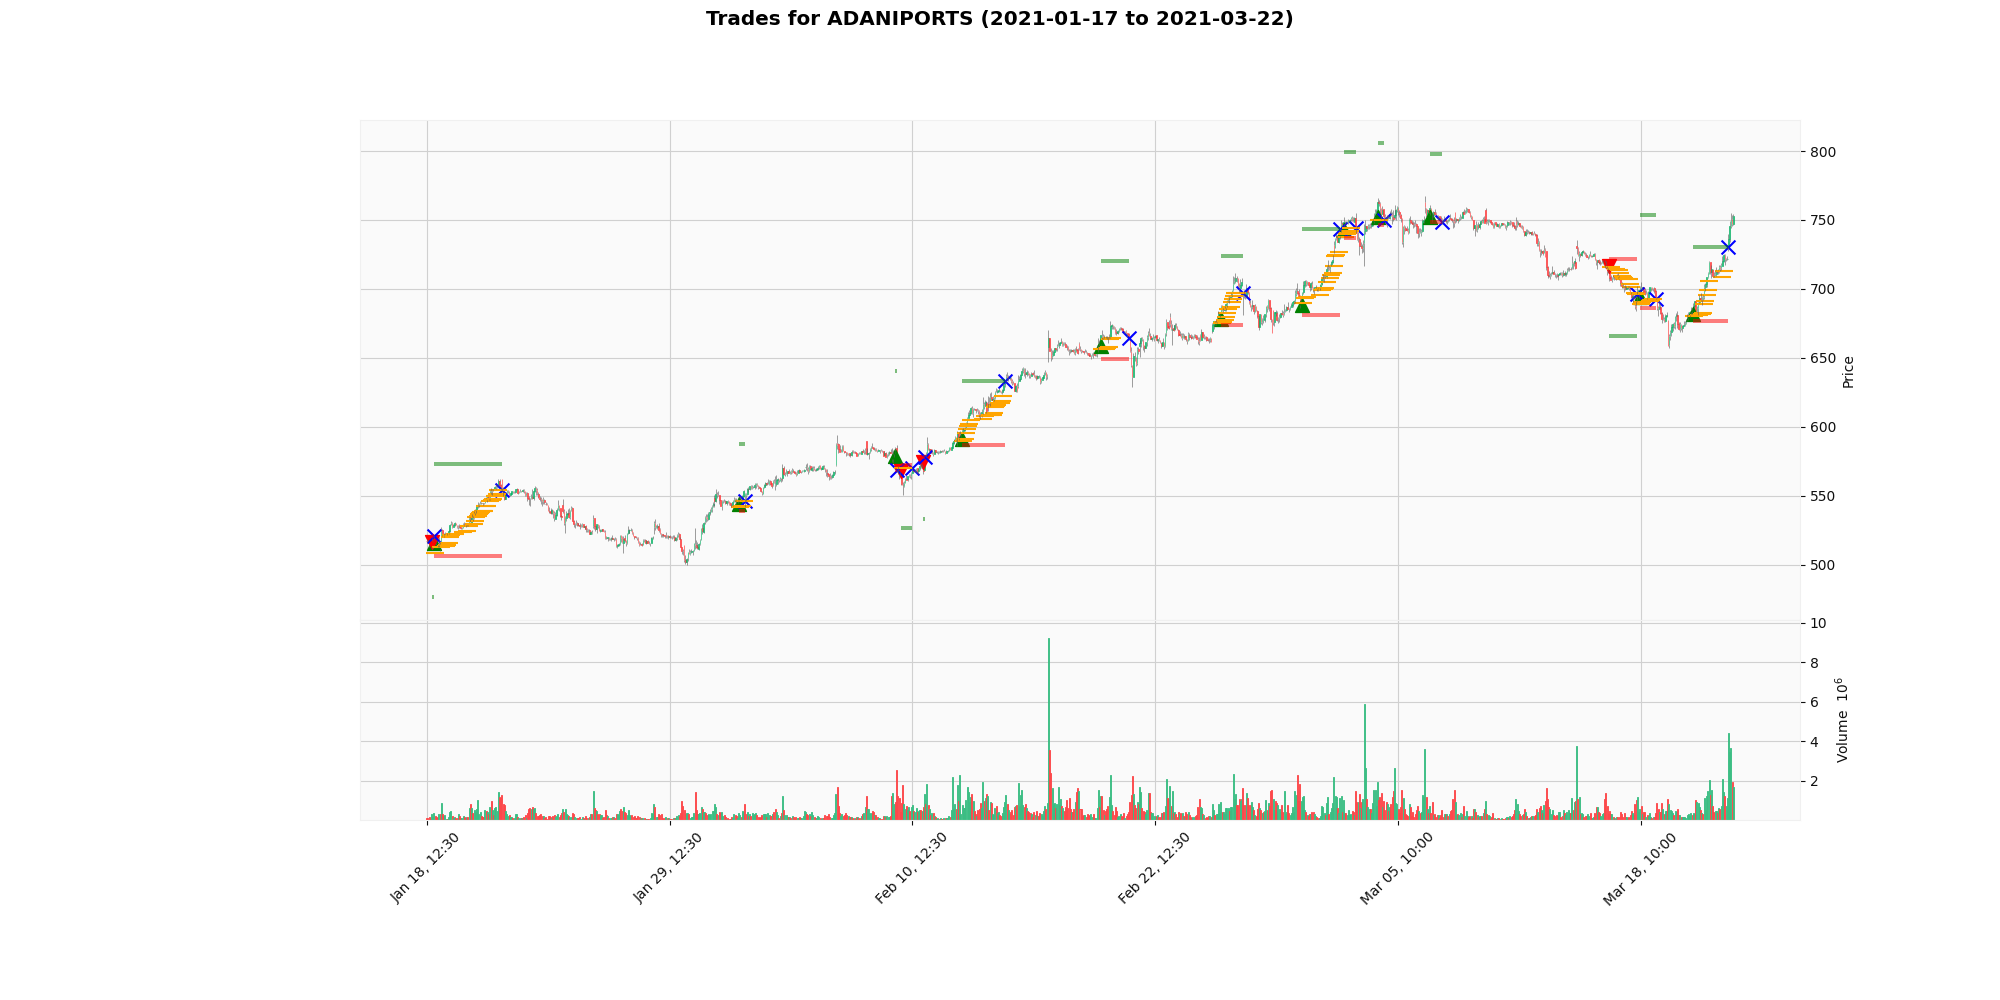 Trades for ADANIPORTS (2021-01-17 to 2021-03-22)
800
750
700
650
600
550
500
Price
10
8
6
4
2
Volume 10⁶
Jan 18, 12:30
Jan 29, 12:30
Feb 10, 12:30
Feb 22, 12:30
Mar 05, 10:00
Mar 18, 10:00